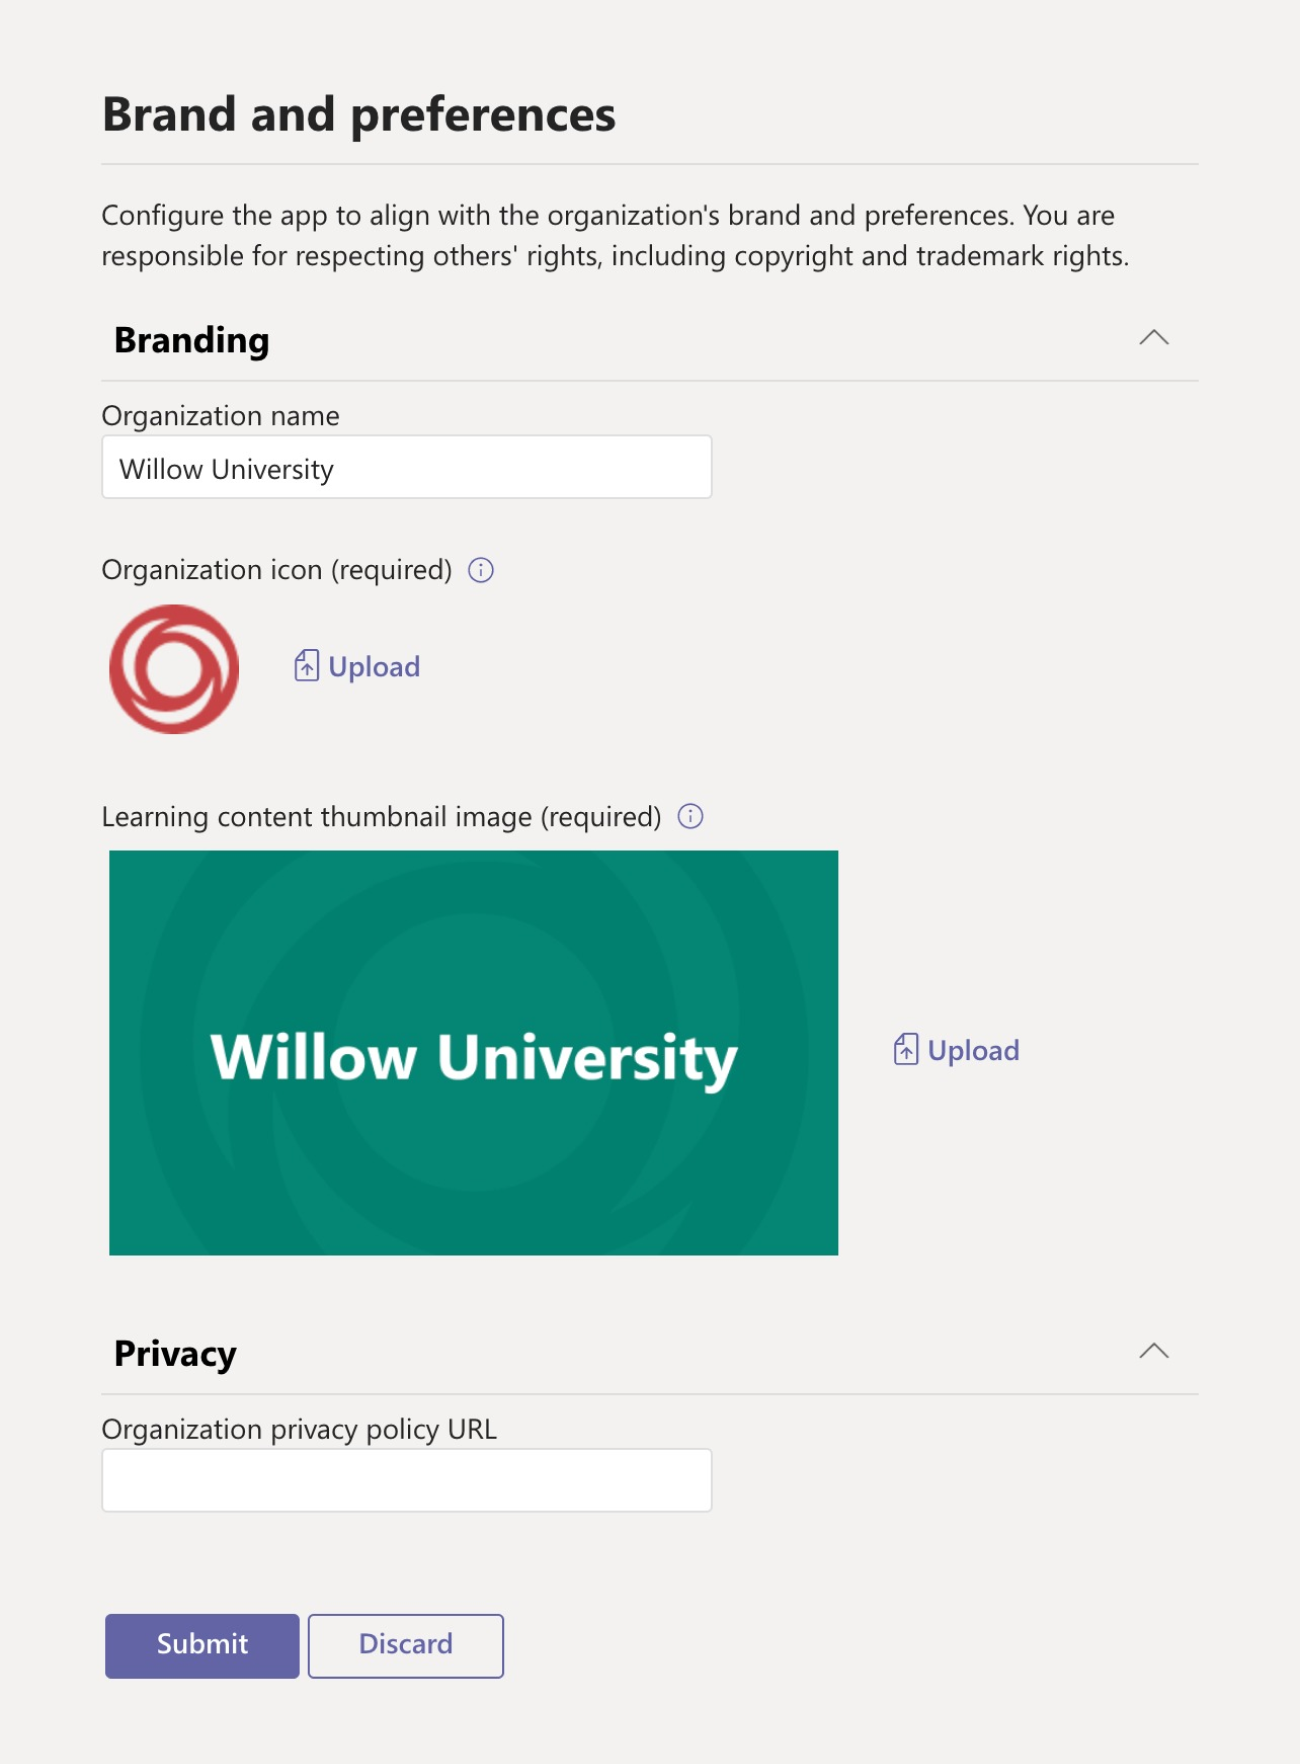 Brand and preferences
Configure the app to align with the organization's brand and preferences. You are
responsible for respecting others' rights, including copyright and trademark rights.
Branding
Organization name
Willow University
Organization icon (required)
Upload
Learning content thumbnail image (required)
Willow University
Upload
Privacy
Organization privacy policy URL
Submit
Discard